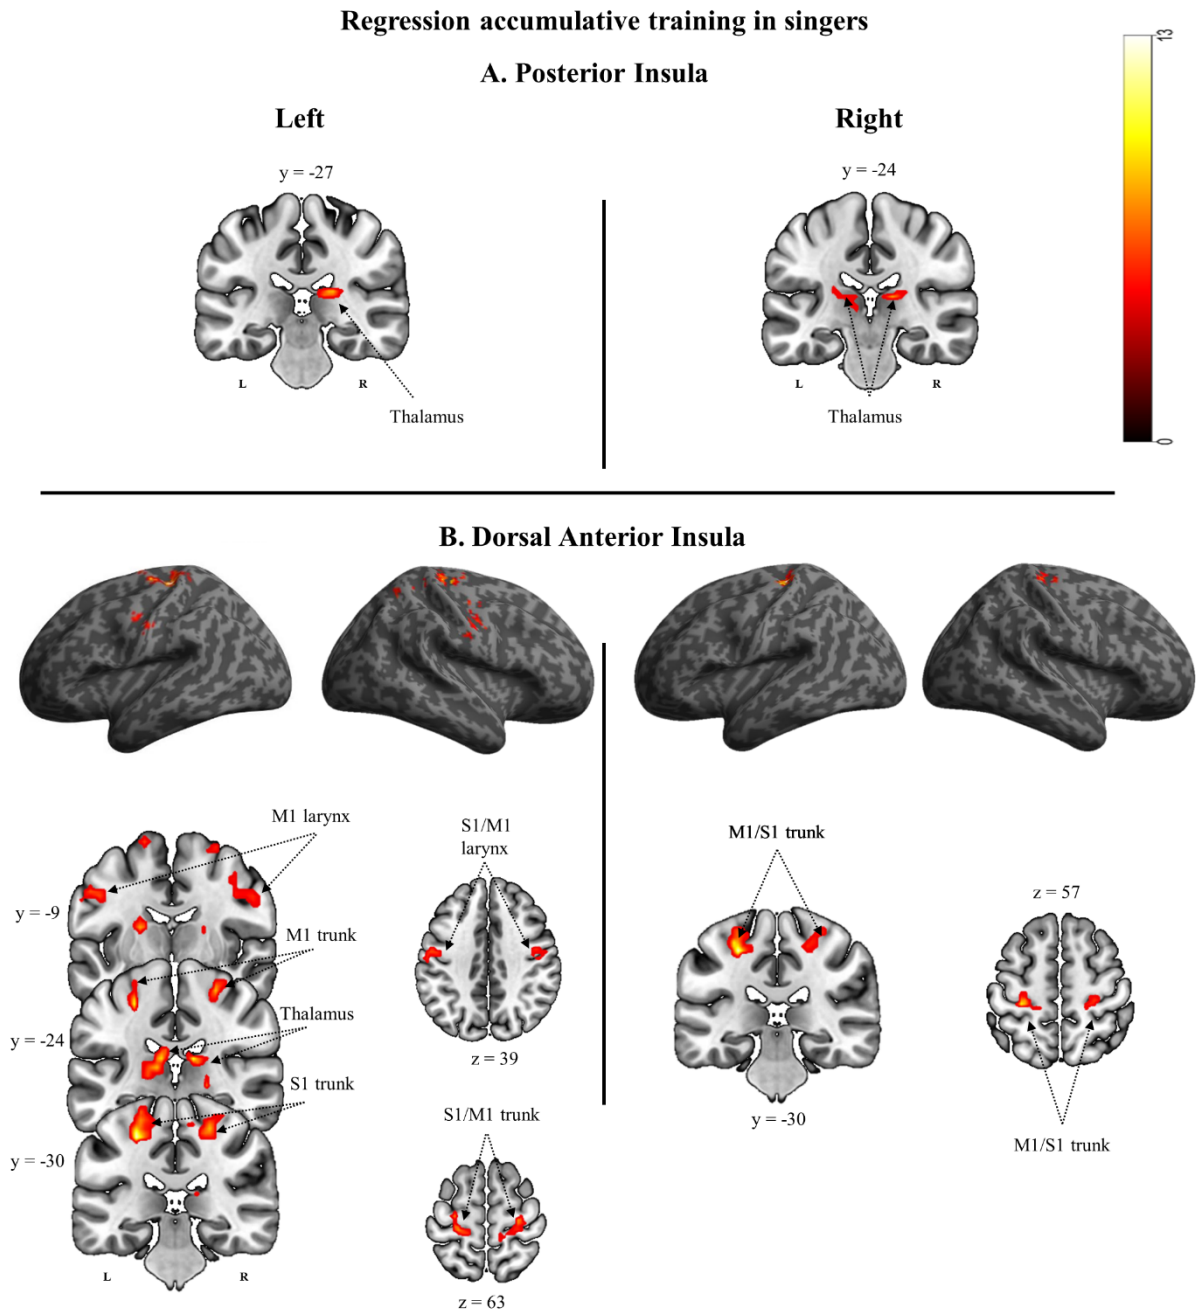 Regression accumulative training in singers
13
0
A. Posterior Insula
Left
Right
y = -27
y = -24
L
R
L
R
Thalamus
Thalamus
B. Dorsal Anterior Insula
M1 larynx
S1/M1
larynx
y = -9
M1 trunk
Thalamus
y = -24
S1 trunk
z = 39
y = -30
S1/M1 trunk
L
R
z = 63
M1/S1 trunk
z = 57
y = -30
M1/S1 trunk